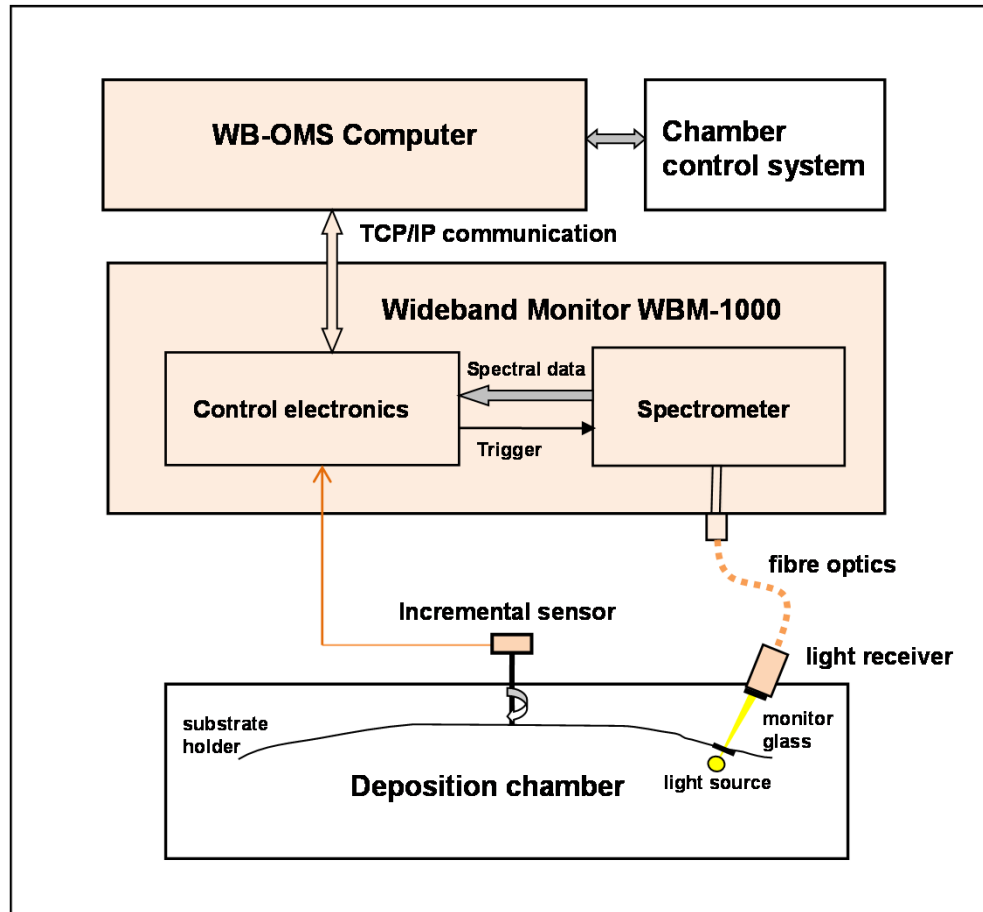 WB-OMS Computer
Chamber
control system
TCP/IP communication
Wideband Monitor WBM-1000
Spectral data
Control electronics
Spectrometer
Trigger
fibre optics
Incremental sensor
light receiver
substrate
holder
monitor
glass
light source
Deposition chamber